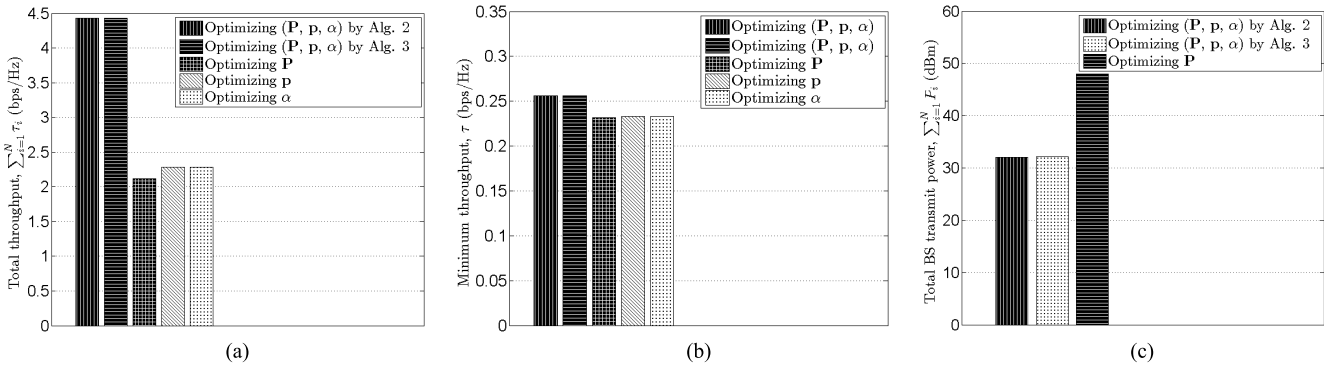 4.5
4
3.5
3
2.5
2
1.5
1
0.5
0
Total throughput, ∑_{i=1}^{N} τ_i (bps/Hz)
Optimizing (P, p, α) by Alg. 2
Optimizing (P, p, α) by Alg. 3
Optimizing P
Optimizing p
Optimizing α
(a)
0.35
0.3
0.25
0.2
0.15
0.1
0.05
0
Minimum throughput, τ (bps/Hz)
Optimizing (P, p, α)
Optimizing (P, p, α)
Optimizing P
Optimizing p
Optimizing α
(b)
60
50
40
30
20
10
0
Total BS transmit power, ∑_{i=1}^{N} P_i (dBm)
Optimizing (P, p, α) by Alg. 2
Optimizing (P, p, α) by Alg. 3
Optimizing P
(c)